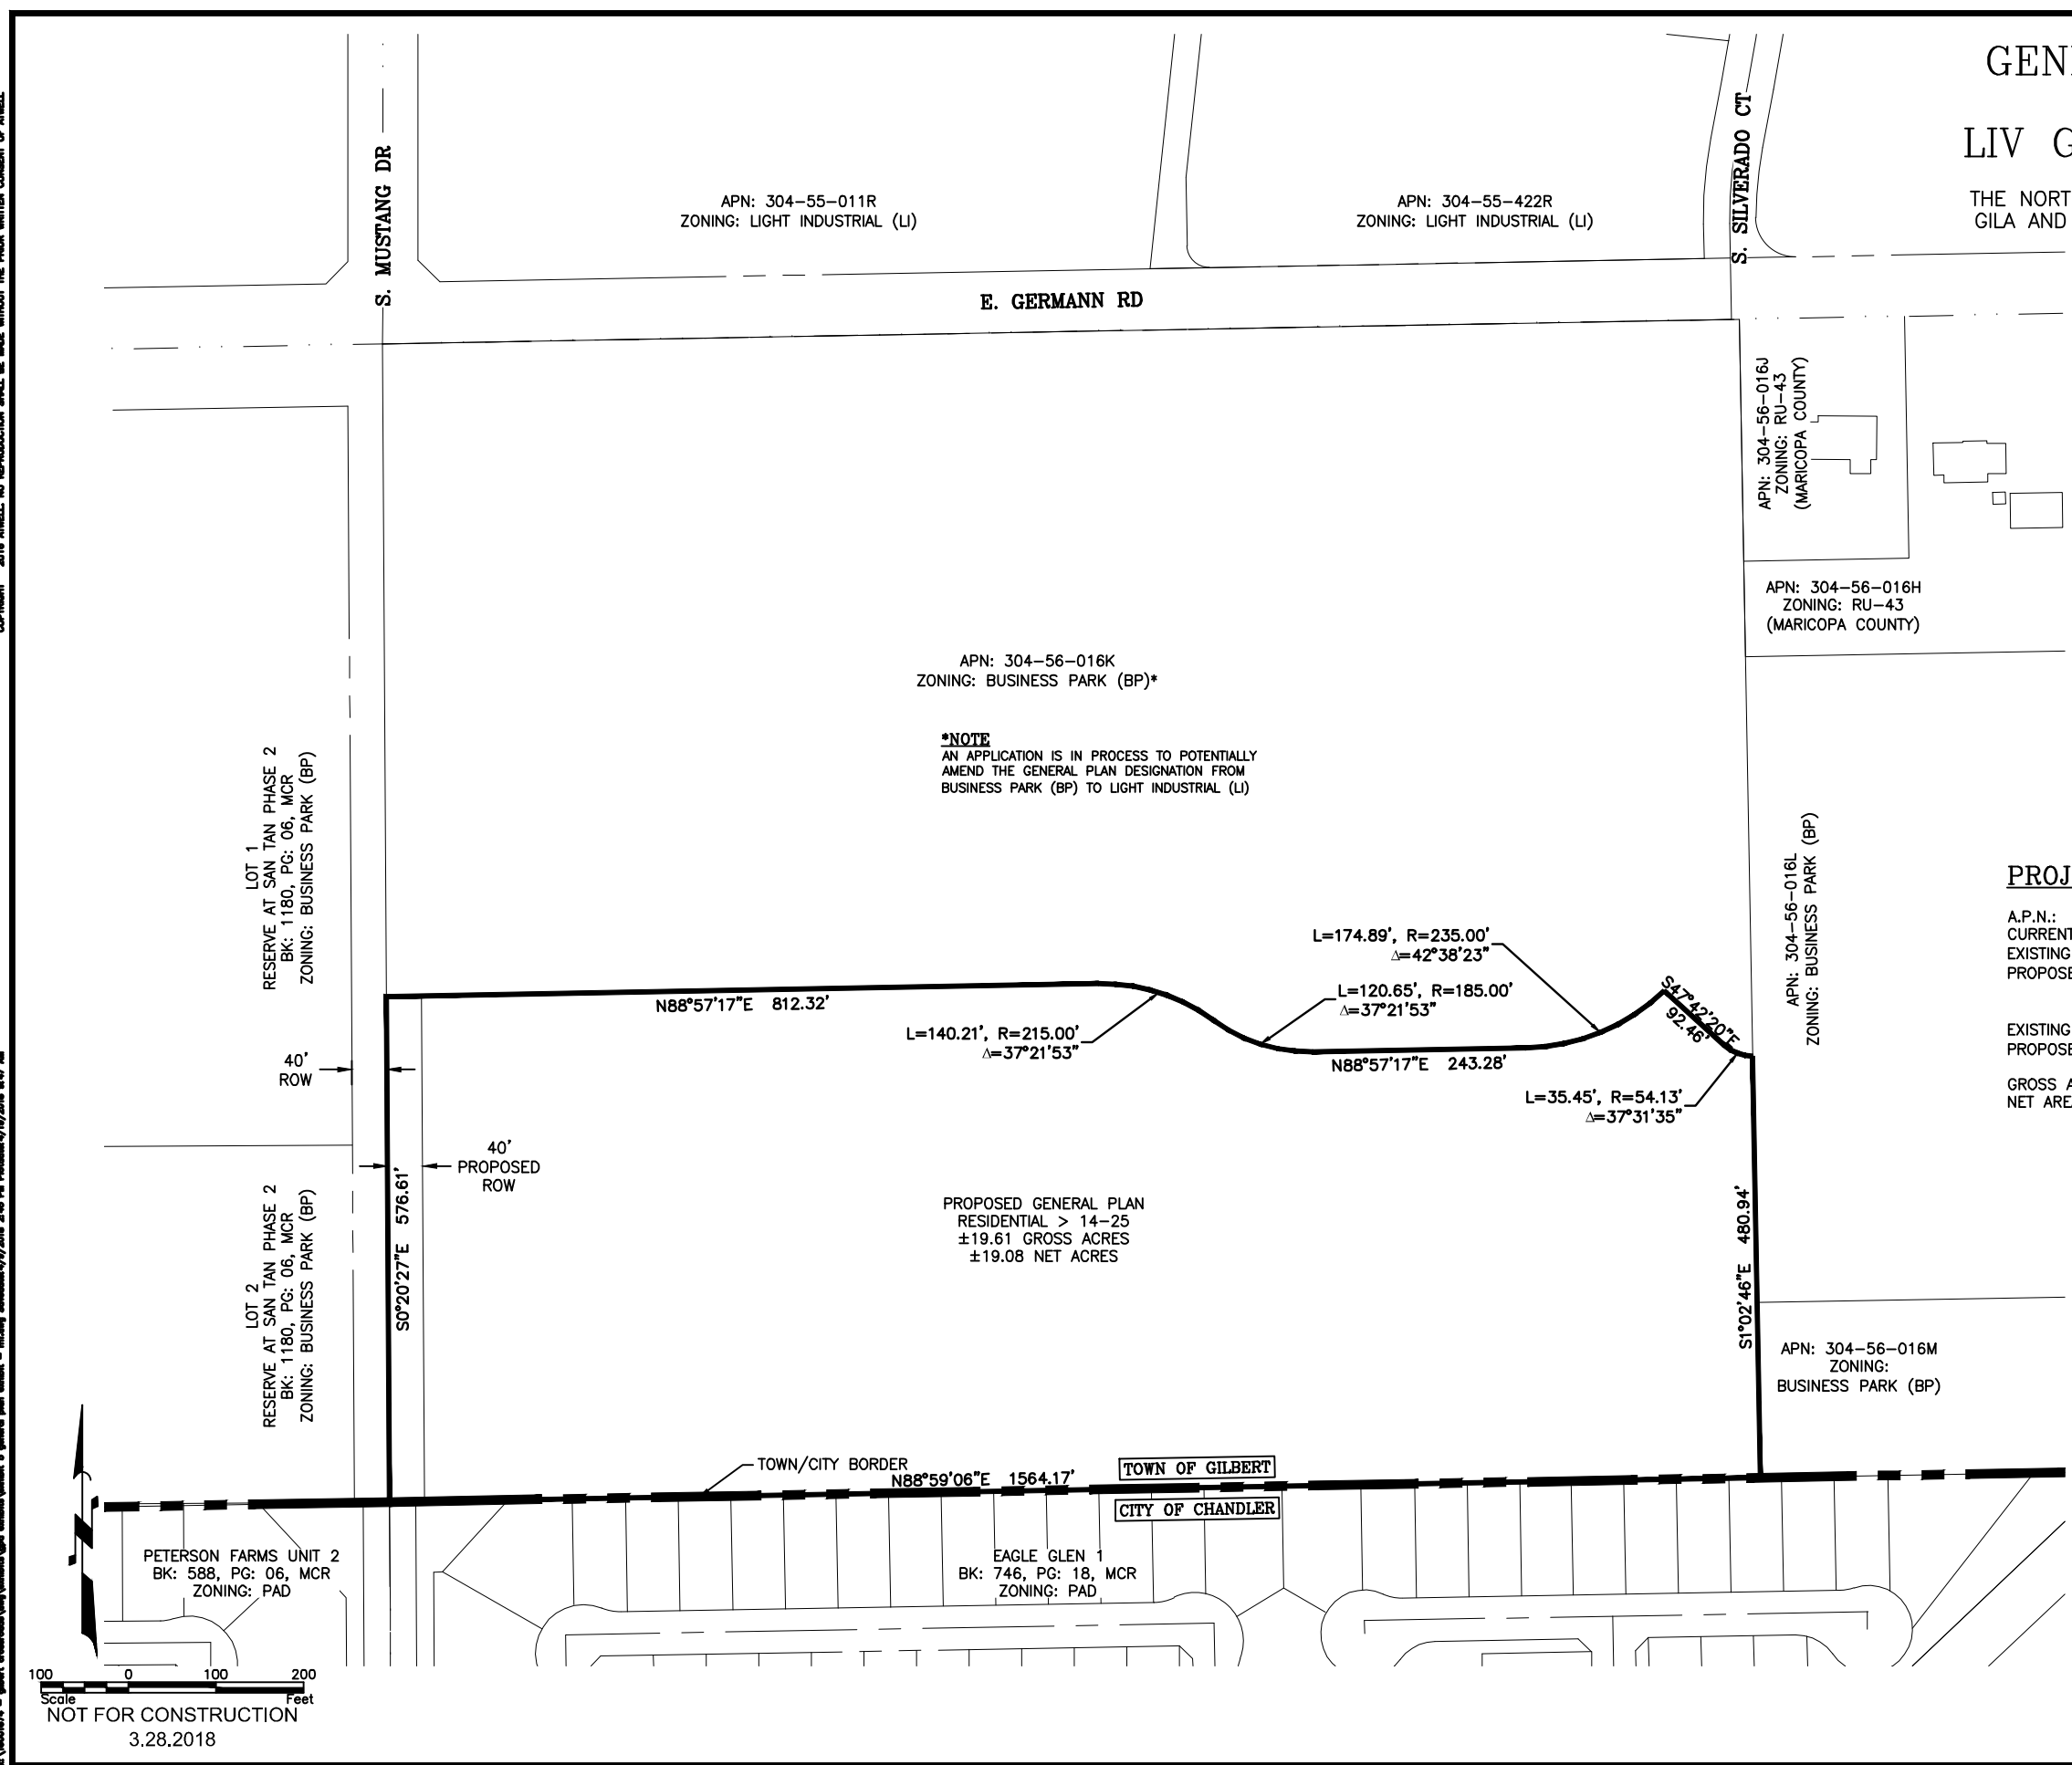 GEN
LIV G
THE NORT
GILA AND
S. MUSTANG DR
APN: 304-55-011R
ZONING: LIGHT INDUSTRIAL (LI)
APN: 304-55-422R
ZONING: LIGHT INDUSTRIAL (LI)
S. SILVERADO CT
E. GERMANN RD
APN: 304-56-016J
ZONING: RU-43
(MARICOPA COUNTY)
APN: 304-56-016H
ZONING: RU-43
(MARICOPA COUNTY)
APN: 304-56-016K
ZONING: BUSINESS PARK (BP)*
*NOTE
AN APPLICATION IS IN PROCESS TO POTENTIALLY
AMEND THE GENERAL PLAN DESIGNATION FROM
BUSINESS PARK (BP) TO LIGHT INDUSTRIAL (LI)
LOT 1
RESERVE AT SAN TAN PHASE 2
BK: 1180, PG: 06, MCR
ZONING: BUSINESS PARK (BP)
APN: 304-56-016L
ZONING: BUSINESS PARK (BP)
PROJ
A.P.N.:
CURRENT
EXISTING
PROPOSE
EXISTING
PROPOSE
GROSS A
NET ARE
L=174.89', R=235.00'
Δ=42°38'23"
L=120.65', R=185.00'
Δ=37°21'53"
S47°42'20"E
92.46'
N88°57'17"E 812.32'
L=140.21', R=215.00'
Δ=37°21'53"
N88°57'17"E 243.28'
L=35.45', R=54.13'
Δ=37°31'35"
40'
ROW
40'
PROPOSED
ROW
S0°20'27"E 576.61'
PROPOSED GENERAL PLAN
RESIDENTIAL > 14-25
±19.61 GROSS ACRES
±19.08 NET ACRES
S1°02'46"E 480.94'
LOT 2
RESERVE AT SAN TAN PHASE 2
BK: 1180, PG: 06, MCR
ZONING: BUSINESS PARK (BP)
APN: 304-56-016M
ZONING:
BUSINESS PARK (BP)
TOWN/CITY BORDER
N88°59'06"E 1564.17'
TOWN OF GILBERT
CITY OF CHANDLER
PETERSON FARMS UNIT 2
BK: 588, PG: 06, MCR
ZONING: PAD
EAGLE GLEN 1
BK: 746, PG: 18, MCR
ZONING: PAD
100 0 100 200
Scale Feet
NOT FOR CONSTRUCTION
3.28.2018